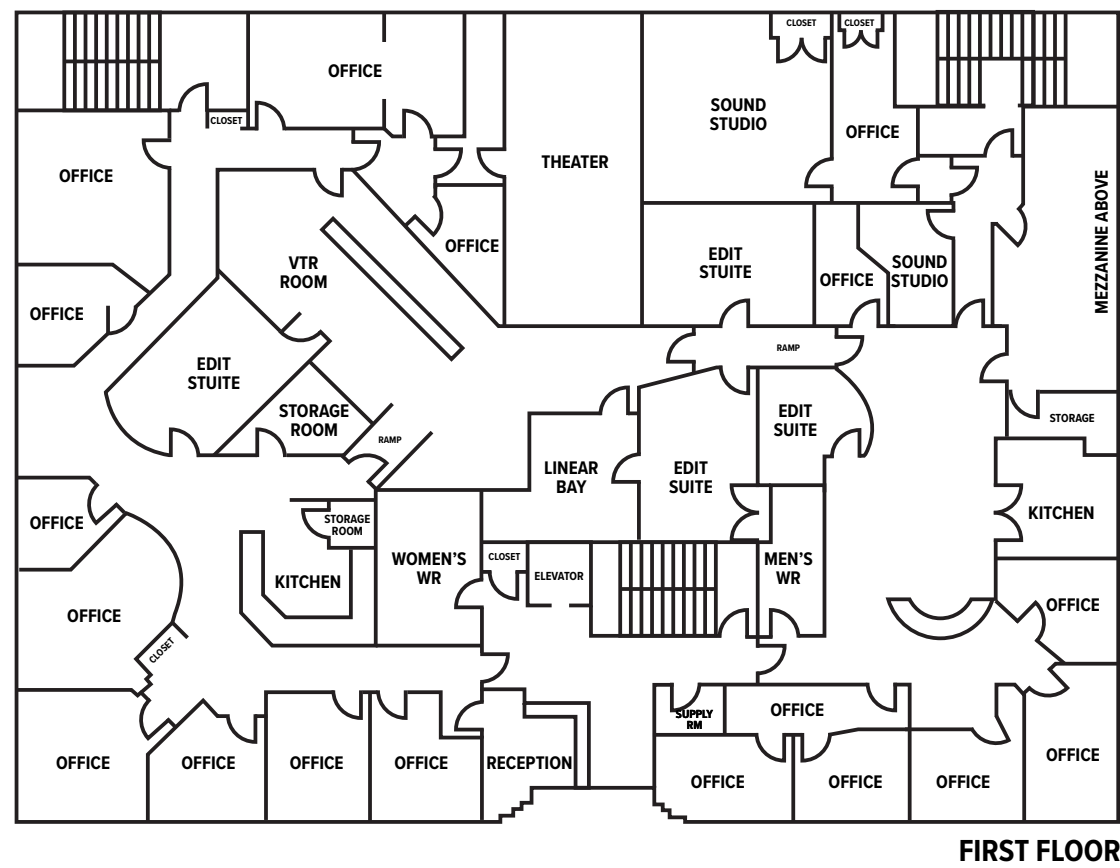 CLOSET
CLOSET
OFFICE
SOUND
STUDIO
CLOSET
OFFICE
OFFICE
THEATER
MEZZANINE ABOVE
OFFICE
VTR
ROOM
EDIT
STUITE
OFFICE
SOUND
STUDIO
OFFICE
RAMP
EDIT
STUITE
STORAGE
ROOM
RAMP
EDIT
SUITE
STORAGE
LINEAR
BAY
EDIT
SUITE
OFFICE
STORAGE
ROOM
KITCHEN
WOMEN'S
WR
CLOSET
ELEVATOR
MEN'S
WR
KITCHEN
OFFICE
OFFICE
CLOSET
SUPPLY
RM
OFFICE
OFFICE
OFFICE
OFFICE
OFFICE
OFFICE
RECEPTION
OFFICE
OFFICE
OFFICE
FIRST FLOOR